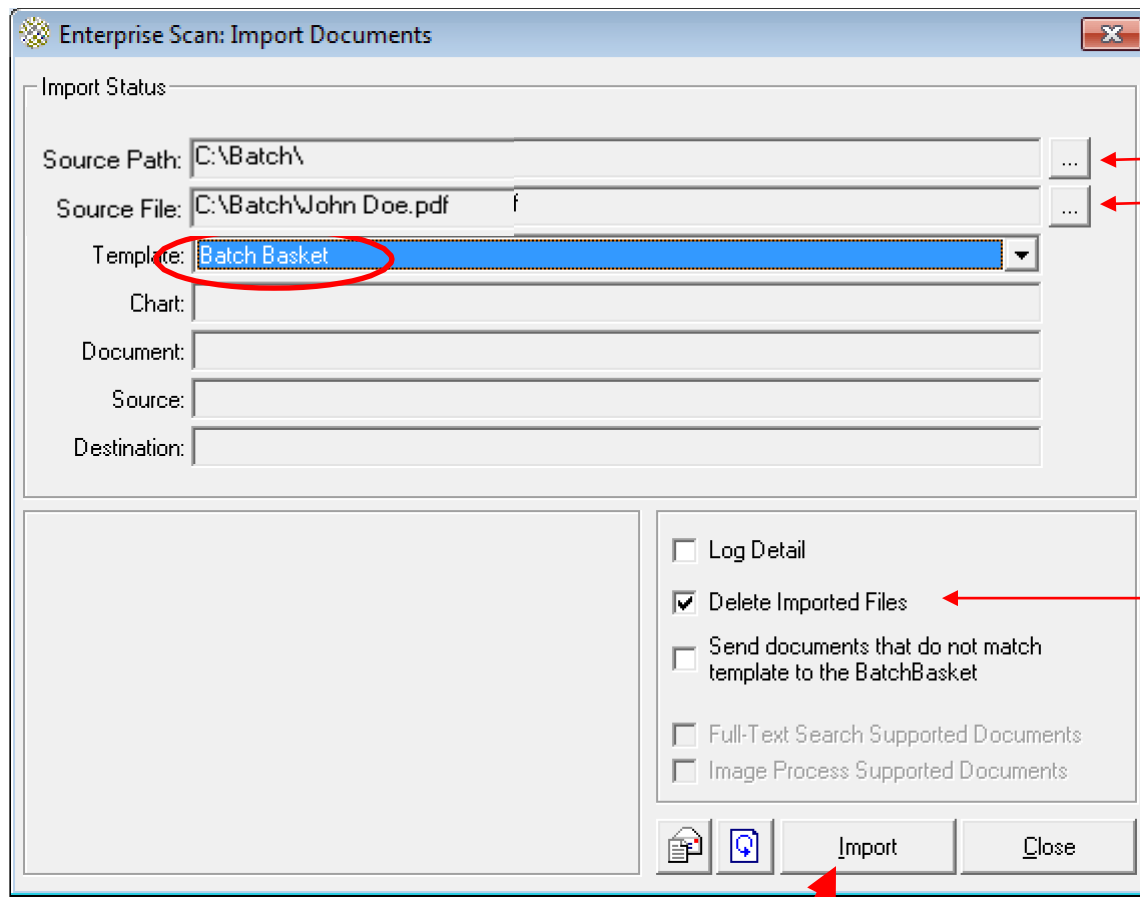 Enterprise Scan: Import Documents
Import Status
Source Path: C:\Batch\ ...
Source File: C:\Batch\John Doe.pdf f ...
Template: Batch Basket
Chart:
Document:
Source:
Destination:
Log Detail
Delete Imported Files
Send documents that do not match
template to the BatchBasket
Full-Text Search Supported Documents
Image Process Supported Documents
Import Close